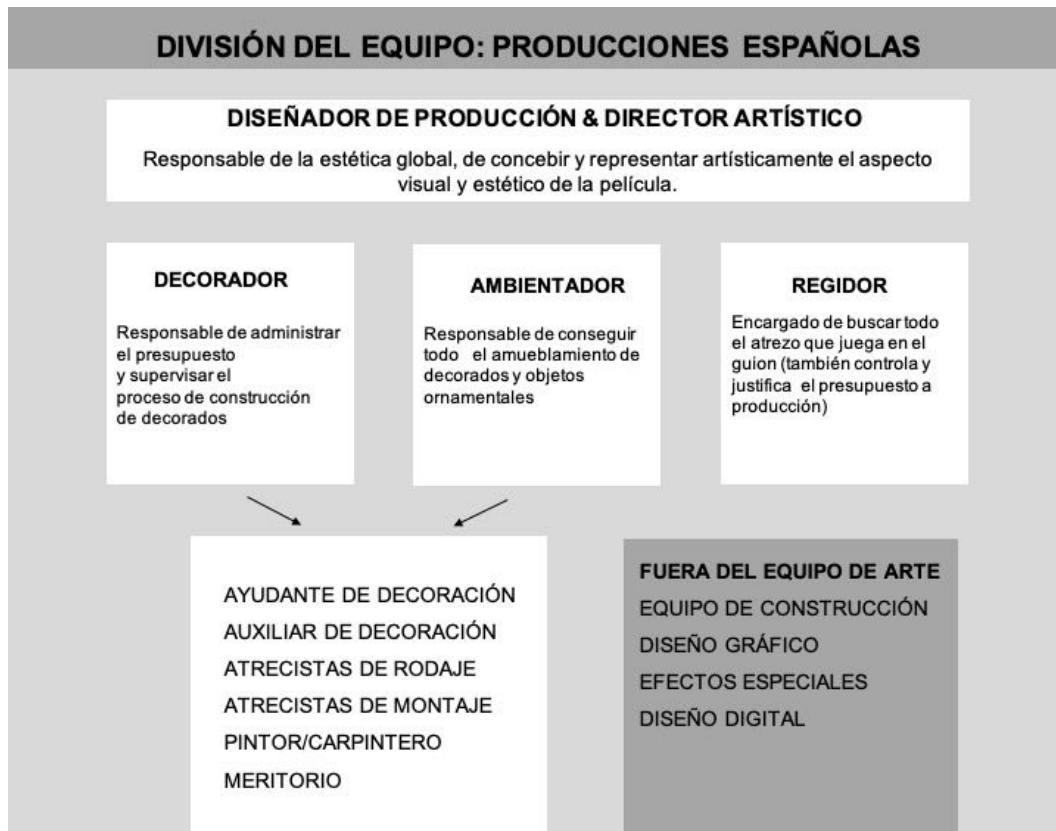 DIVISIÓN DEL EQUIPO: PRODUCCIONES ESPAÑOLAS
DISEÑADOR DE PRODUCCIÓN & DIRECTOR ARTÍSTICO
Responsable de la estética global, de concebir y representar artísticamente el aspecto
visual y estético de la película.
DECORADOR
Responsable de administrar
el presupuesto
y supervisar el
proceso de construcción
de decorados
AMBIENTADOR
Responsable de conseguir
todo el amueblamiento de
decorados y objetos
ornamentales
REGIDOR
Encargado de buscar todo
el atrezo que juega en el
guion (también controla y
justifica el presupuesto a
producción)
AYUDANTE DE DECORACIÓN
AUXILIAR DE DECORACIÓN
ATRECISTAS DE RODAJE
ATRECISTAS DE MONTAJE
PINTOR/CARPINTERO
MERITORIO
FUERA DEL EQUIPO DE ARTE
EQUIPO DE CONSTRUCCIÓN
DISEÑO GRÁFICO
EFECTOS ESPECIALES
DISEÑO DIGITAL